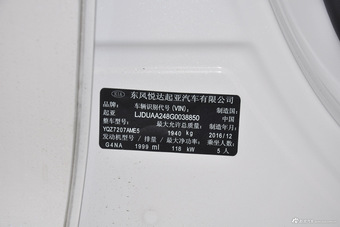 KIA 东风悦达起亚汽车有限公司
品牌: 车辆识别代号(VIN): 制造国:
起亚 LJDUAA248G0038850 中国
型号: 最大允许总质量: 制造年月:
YQZ7207AME5 1940 kg 2016/12
发动机型号 / 排量 / 最大净功率: 乘坐人数:
G4NA 1999 ml 118 kW 5人